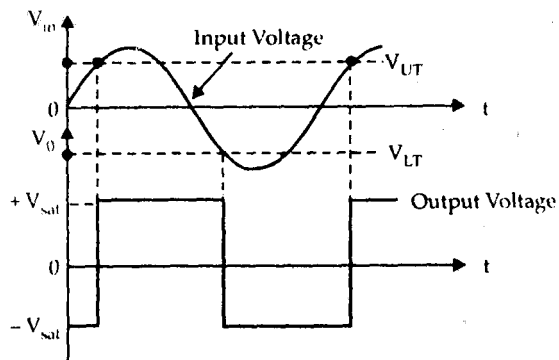 V_in
Input Voltage
V_UT
0
t
V_0
V_LT
+ V_sat
Output Voltage
0
t
− V_sat